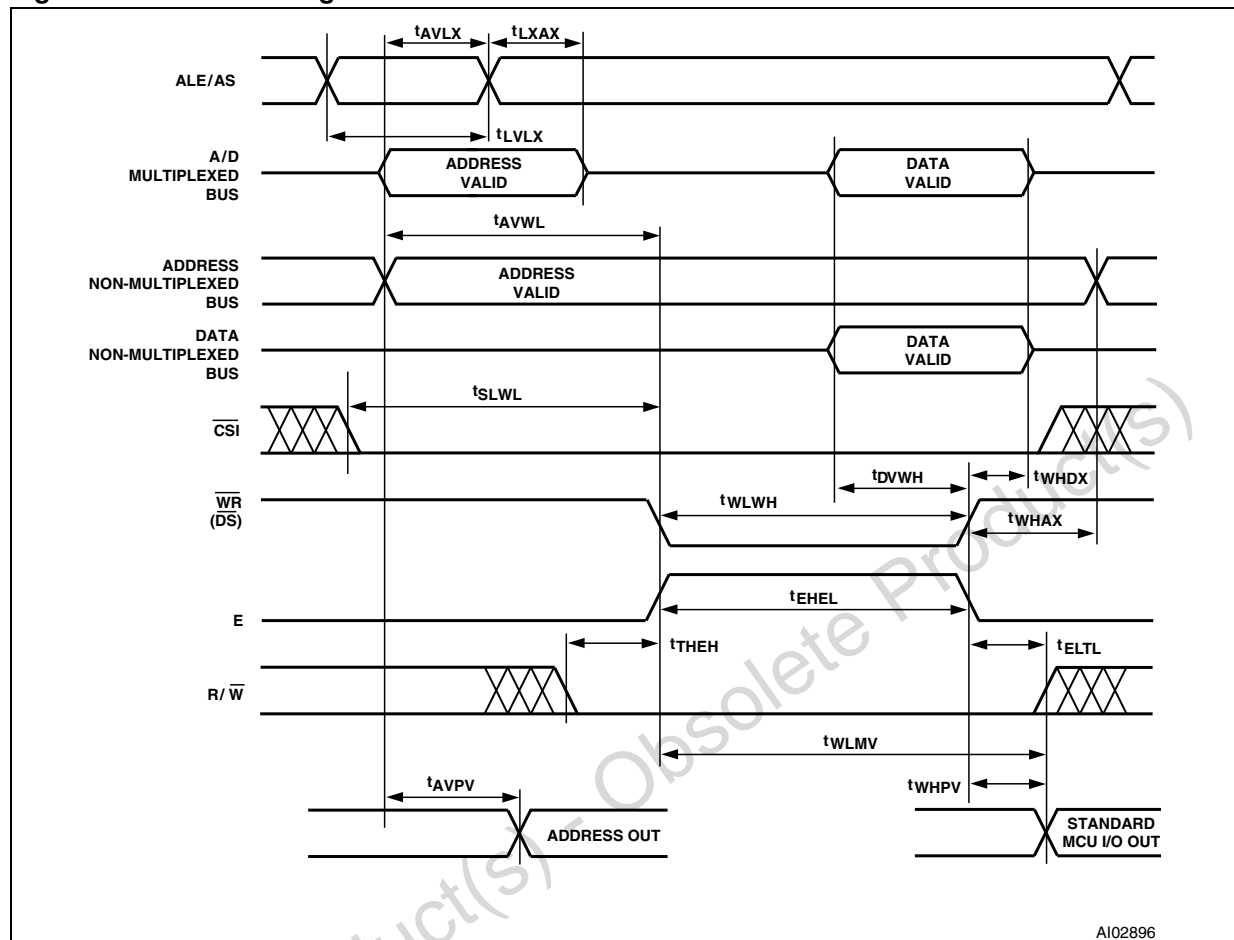 tAVLX
tLXAX
ALE/AS
tLVLX
A/D
MULTIPLEXED
BUS
ADDRESS
VALID
DATA
VALID
tAVWL
ADDRESS
NON-MULTIPLEXED
BUS
ADDRESS
VALID
DATA
NON-MULTIPLEXED
BUS
DATA
VALID
tSLWL
CSI
tDVWH
tWHDX
WR
(DS)
tWLWH
tWHAX
tEHEL
E
tTHEH
tELTL
R/ W
tWLMV
tWHPV
tAVPV
ADDRESS OUT
STANDARD
MCU I/O OUT
AI02896
- Obsolete Product(s)